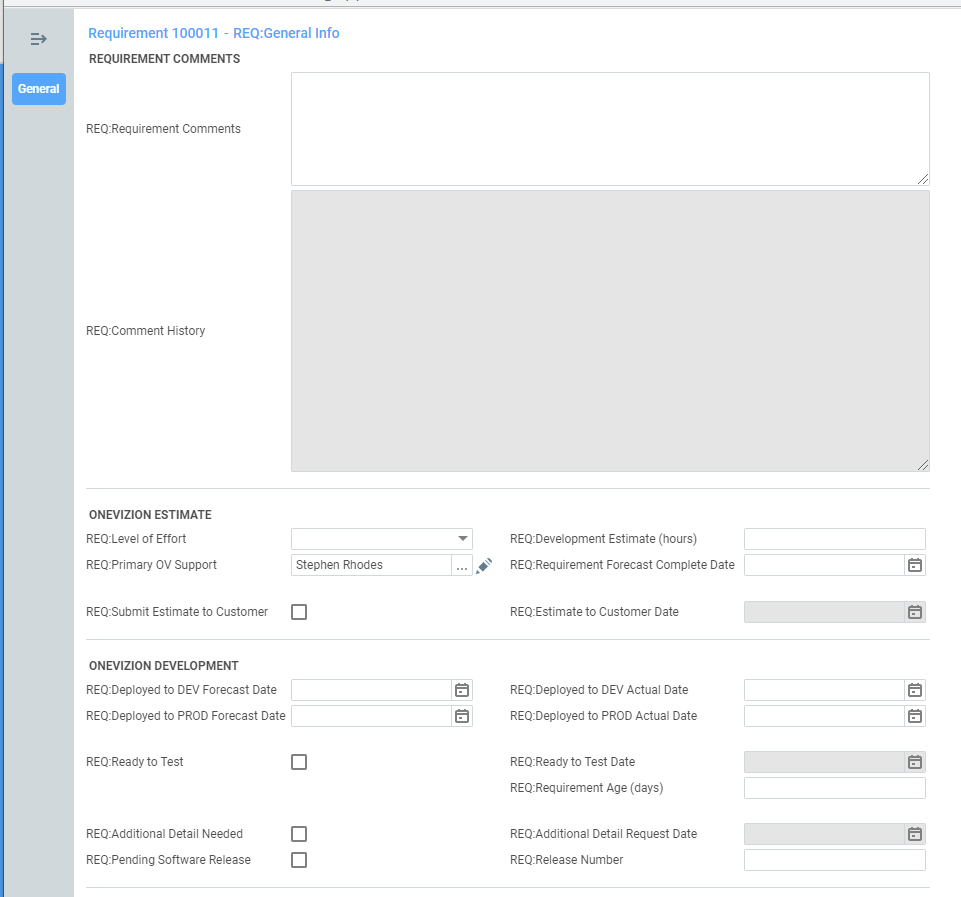 Requirement 100011 - REQ:General Info
REQUIREMENT COMMENTS
General
REQ:Requirement Comments
REQ:Comment History
ONEVIZION ESTIMATE
REQ:Level of Effort REQ:Development Estimate (hours)
REQ:Primary OV Support Stephen Rhodes ... REQ:Requirement Forecast Complete Date
REQ:Submit Estimate to Customer REQ:Estimate to Customer Date
ONEVIZION DEVELOPMENT
REQ:Deployed to DEV Forecast Date REQ:Deployed to DEV Actual Date
REQ:Deployed to PROD Forecast Date REQ:Deployed to PROD Actual Date
REQ:Ready to Test REQ:Ready to Test Date
REQ:Requirement Age (days)
REQ:Additional Detail Needed REQ:Additional Detail Request Date
REQ:Pending Software Release REQ:Release Number